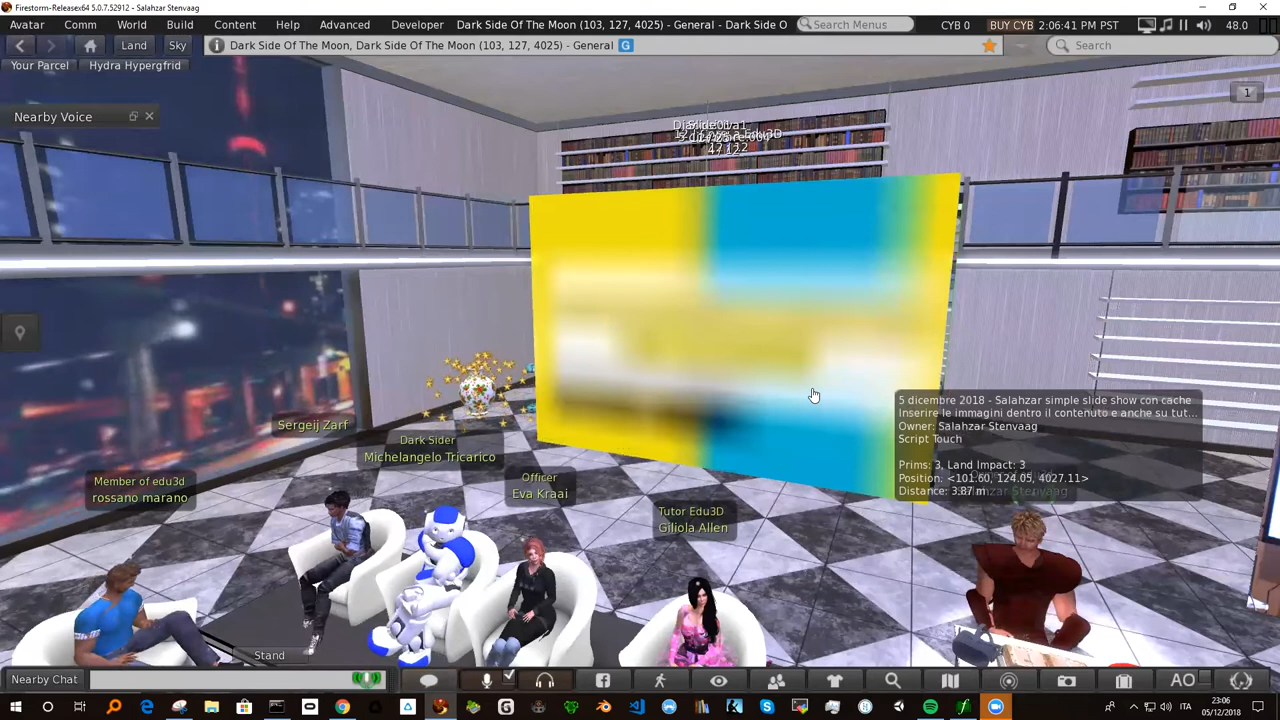 Firestorm-Releasex64 5.0.7.52912 - Salahzar Stenvaag
Avatar Comm World Build Content Help Advanced Developer Dark Side Of The Moon (103, 127, 4025) - General - Dark Side O Search Menus CYB 0 BUY CYB 2:06:41 PM PST 48.0
Land Sky Dark Side Of The Moon, Dark Side Of The Moon (103, 127, 4025) - General G Search
Your Parcel Hydra Hypergfrid
1
Nearby Voice
5 dicembre 2018 - Salahzar simple slide show con cache
Inserire le immagini dentro il contenuto e anche su tut...
Owner: Salahzar Stenvaag
Script Touch
Prims: 3, Land Impact: 3
Position: <101.60, 124.05, 4027.11>
Distance: 3.87 m
Sergeij Zarf
Dark Sider
Michelangelo Tricarico
Member of edu3d
rossano marano
Officer
Eva Kraai
Tutor Edu3D
Giliola Allen
Stand
Nearby Chat
AO
ITA
23:06
05/12/2018